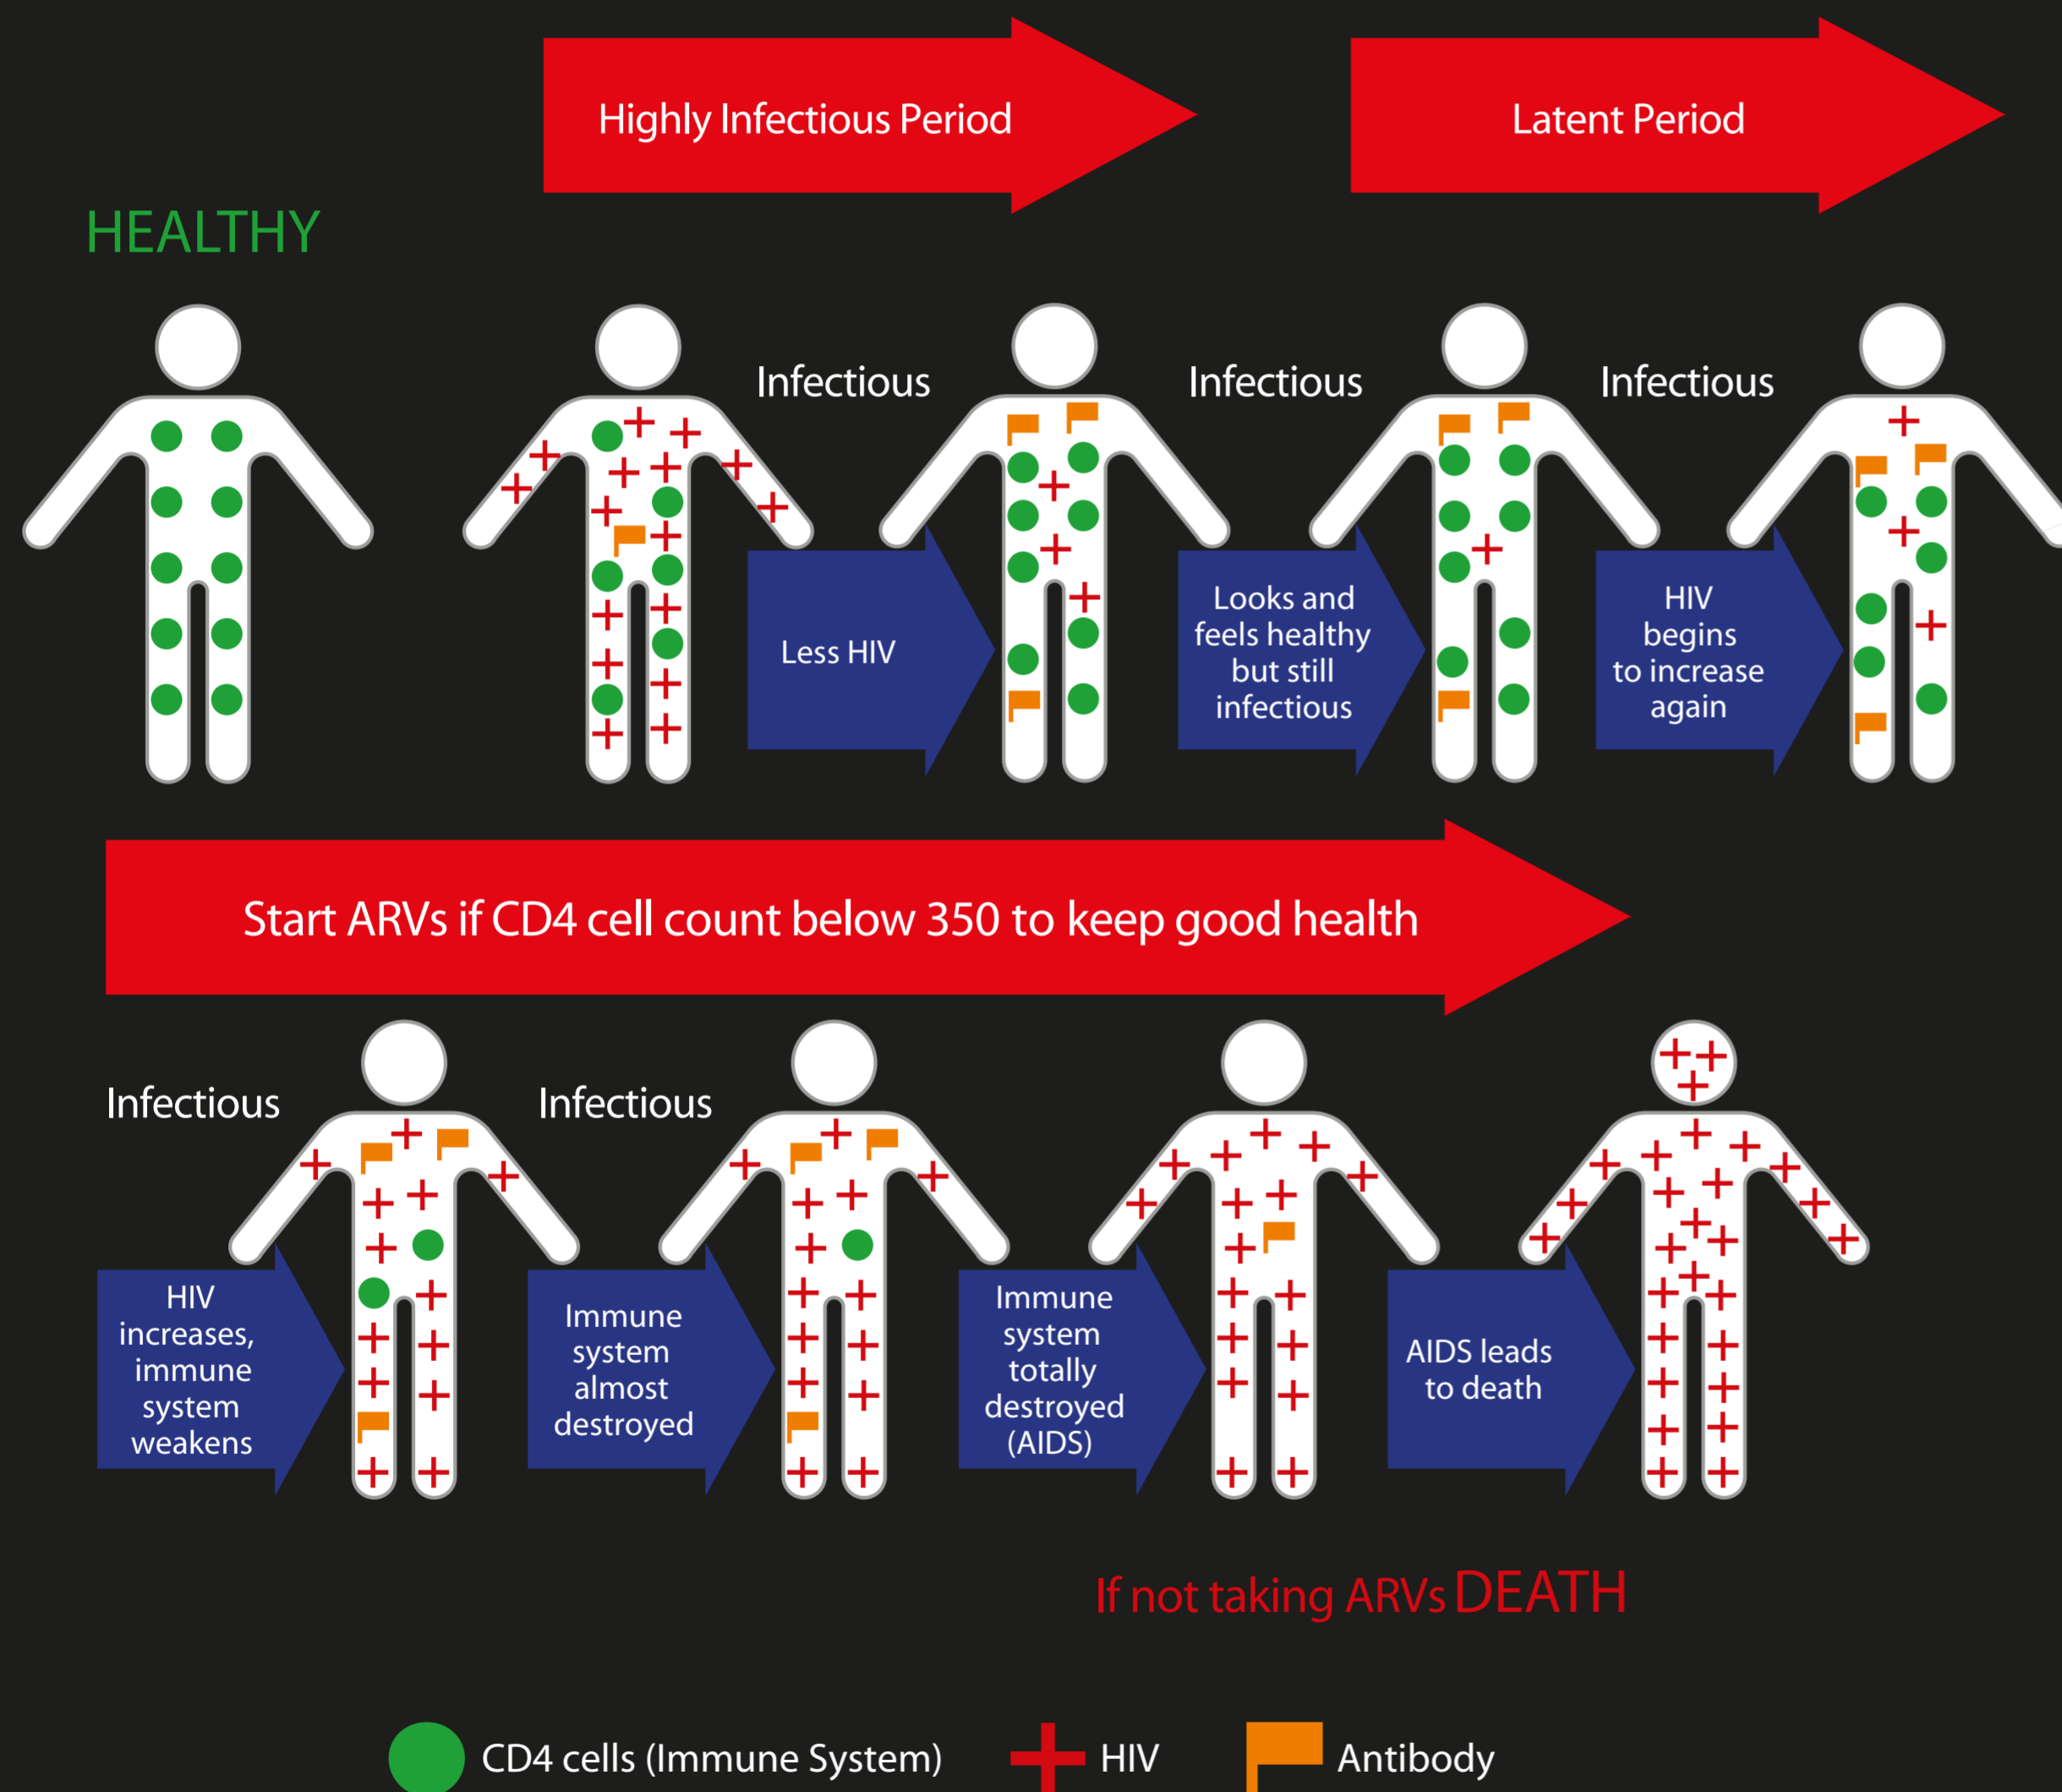 Highly Infectious Period
Latent Period
HEALTHY
Infectious
Infectious
Infectious
Less HIV
Looks and
feels healthy
but still
infectious
HIV
begins
to increase
again
Start ARVs if CD4 cell count below 350 to keep good health
Infectious
Infectious
HIV
increases,
immune
system
weakens
Immune
system
almost
destroyed
Immune
system
totally
destroyed
(AIDS)
AIDS leads
to death
If not taking ARVs DEATH
CD4 cells (Immune System)
HIV
Antibody